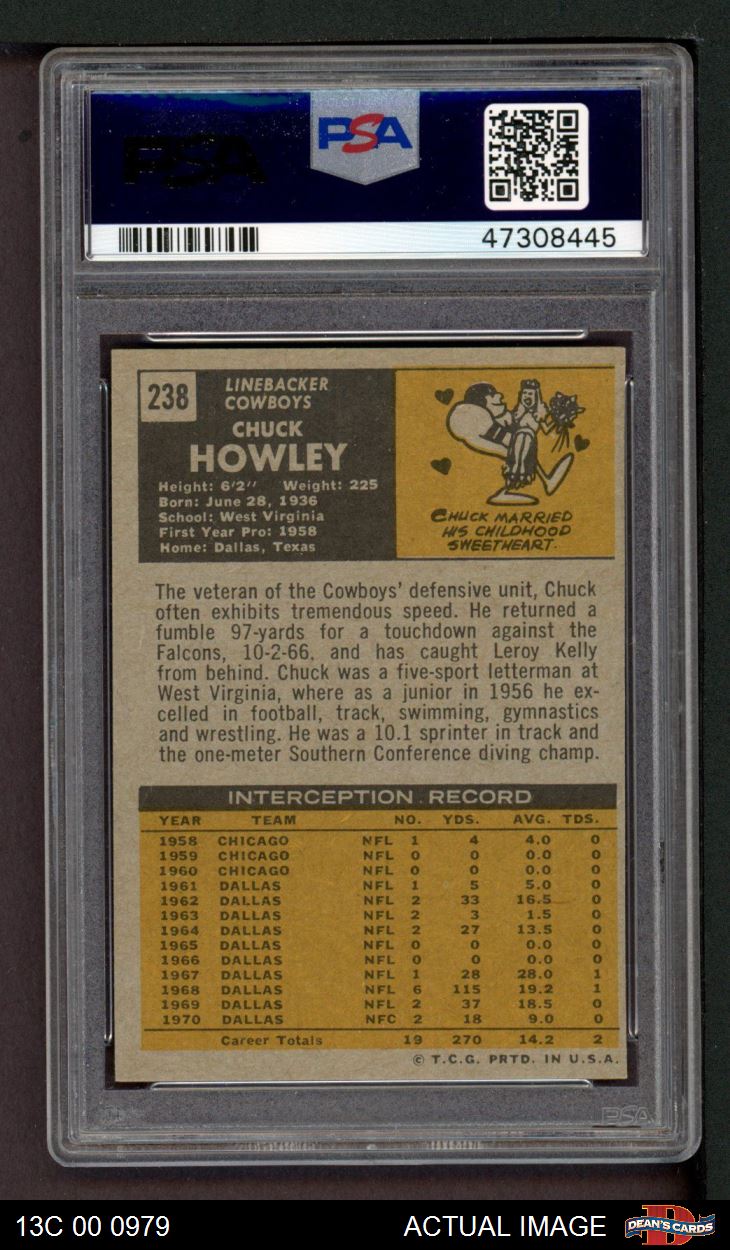 PSA
PSA
47308445
238
LINEBACKER
COWBOYS
CHUCK
HOWLEY
Height: 6'2" Weight: 225
Born: June 28, 1936
School: West Virginia
First Year Pro: 1958
Home: Dallas, Texas
CHUCK MARRIED
HIS CHILDHOOD
SWEETHEART.
The veteran of the Cowboys' defensive unit, Chuck
often exhibits tremendous speed. He returned a
fumble 97-yards for a touchdown against the
Falcons, 10-2-66, and has caught Leroy Kelly
from behind. Chuck was a five-sport letterman at
West Virginia, where as a junior in 1956 he ex-
celled in football, track, swimming, gymnastics
and wrestling. He was a 10.1 sprinter in track and
the one-meter Southern Conference diving champ.
INTERCEPTION RECORD
YEAR TEAM NO. YDS. AVG. TDS.
1958 CHICAGO NFL 1 4 4.0 0
1959 CHICAGO NFL 0 0 0.0 0
1960 CHICAGO NFL 0 0 0.0 0
1961 DALLAS NFL 1 5 5.0 0
1962 DALLAS NFL 2 33 16.5 0
1963 DALLAS NFL 2 3 1.5 0
1964 DALLAS NFL 2 27 13.5 0
1965 DALLAS NFL 0 0 0.0 0
1966 DALLAS NFL 0 0 0.0 0
1967 DALLAS NFL 1 28 28.0 1
1968 DALLAS NFL 6 115 19.2 1
1969 DALLAS NFL 2 37 18.5 0
1970 DALLAS NFC 2 18 9.0 0
Career Totals 19 270 14.2 2
© T.C.G. PRTD. IN U.S.A.
PSA
13C 00 0979 ACTUAL IMAGE DEAN'S CARDS